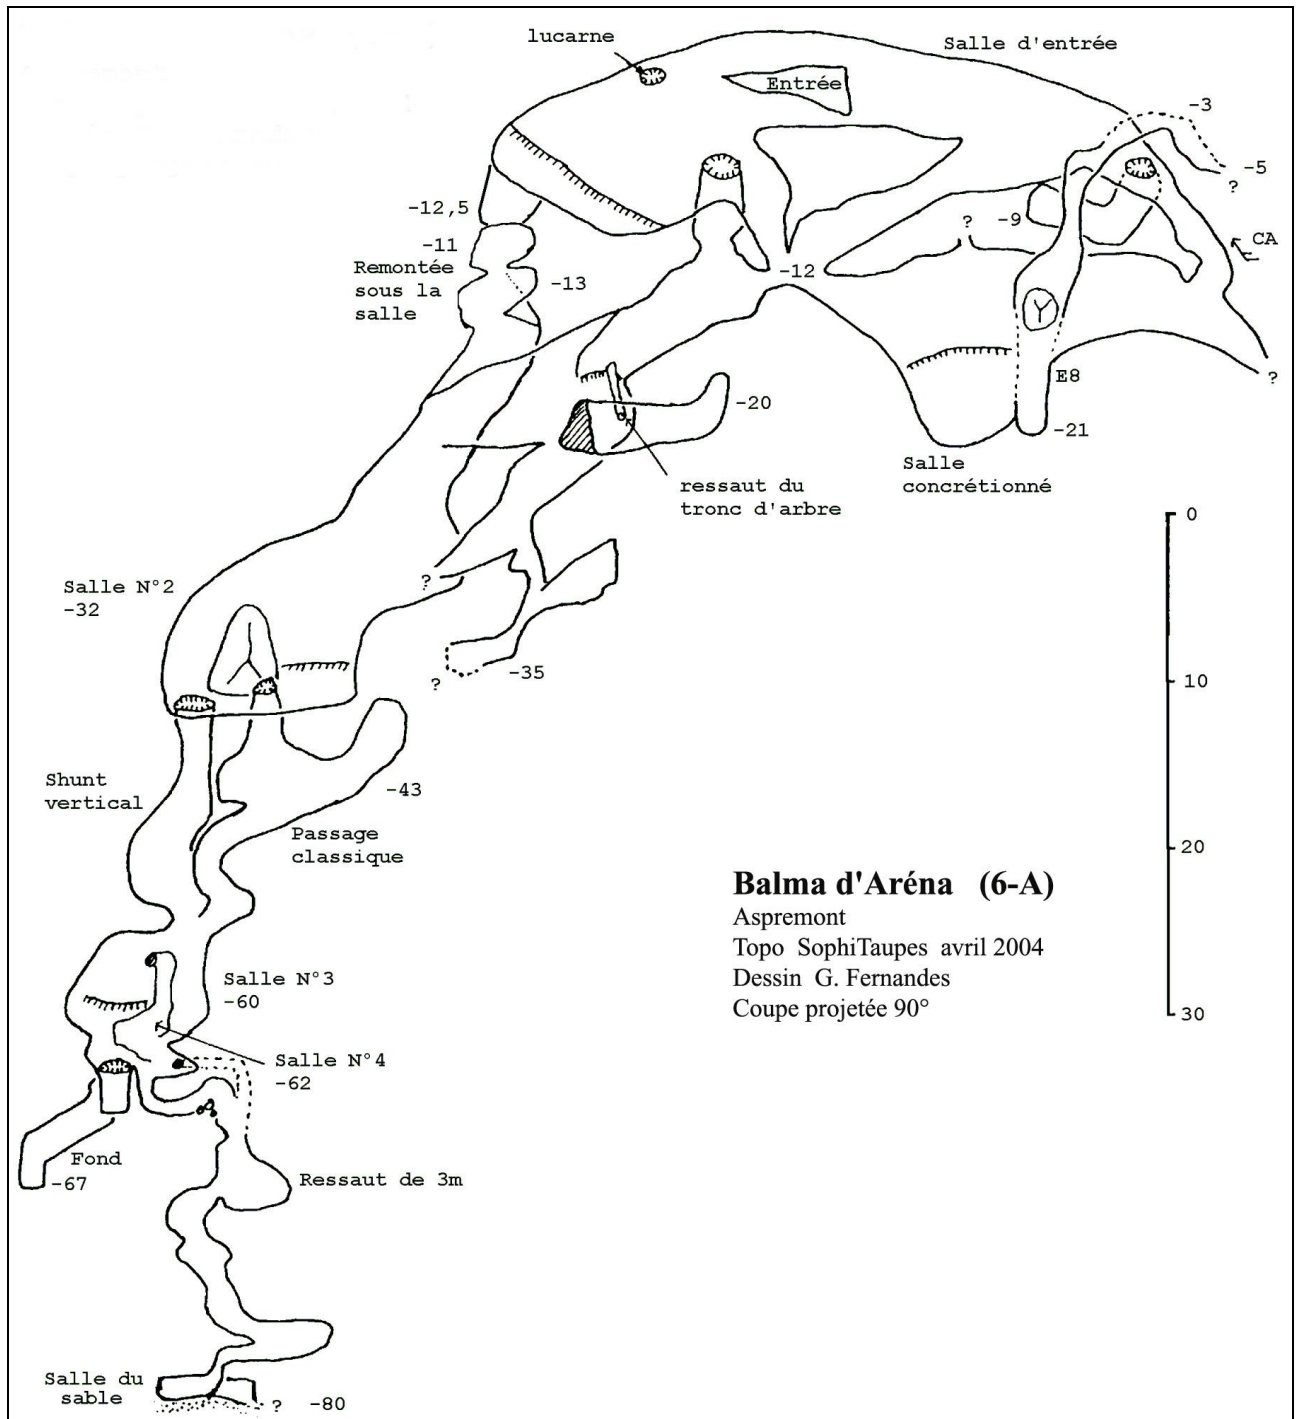 lucarne
Salle d'entrée
Entrée
-3
-5
?
-12,5
-11
Remontée
sous la
salle
-13
-12
?
-9
CA
E8
?
-20
-21
Salle
concrétionné
ressaut du
tronc d'arbre
0
10
20
30
Salle N°2
-32
?
-35
?
Shunt
vertical
-43
Passage
classique
Balma d'Aréna (6-A)
Aspremont
Topo SophiTaupes avril 2004
Dessin G. Fernandes
Coupe projetée 90°
Salle N°3
-60
Salle N°4
-62
Fond
-67
Ressaut de 3m
Salle du
sable
?
-80